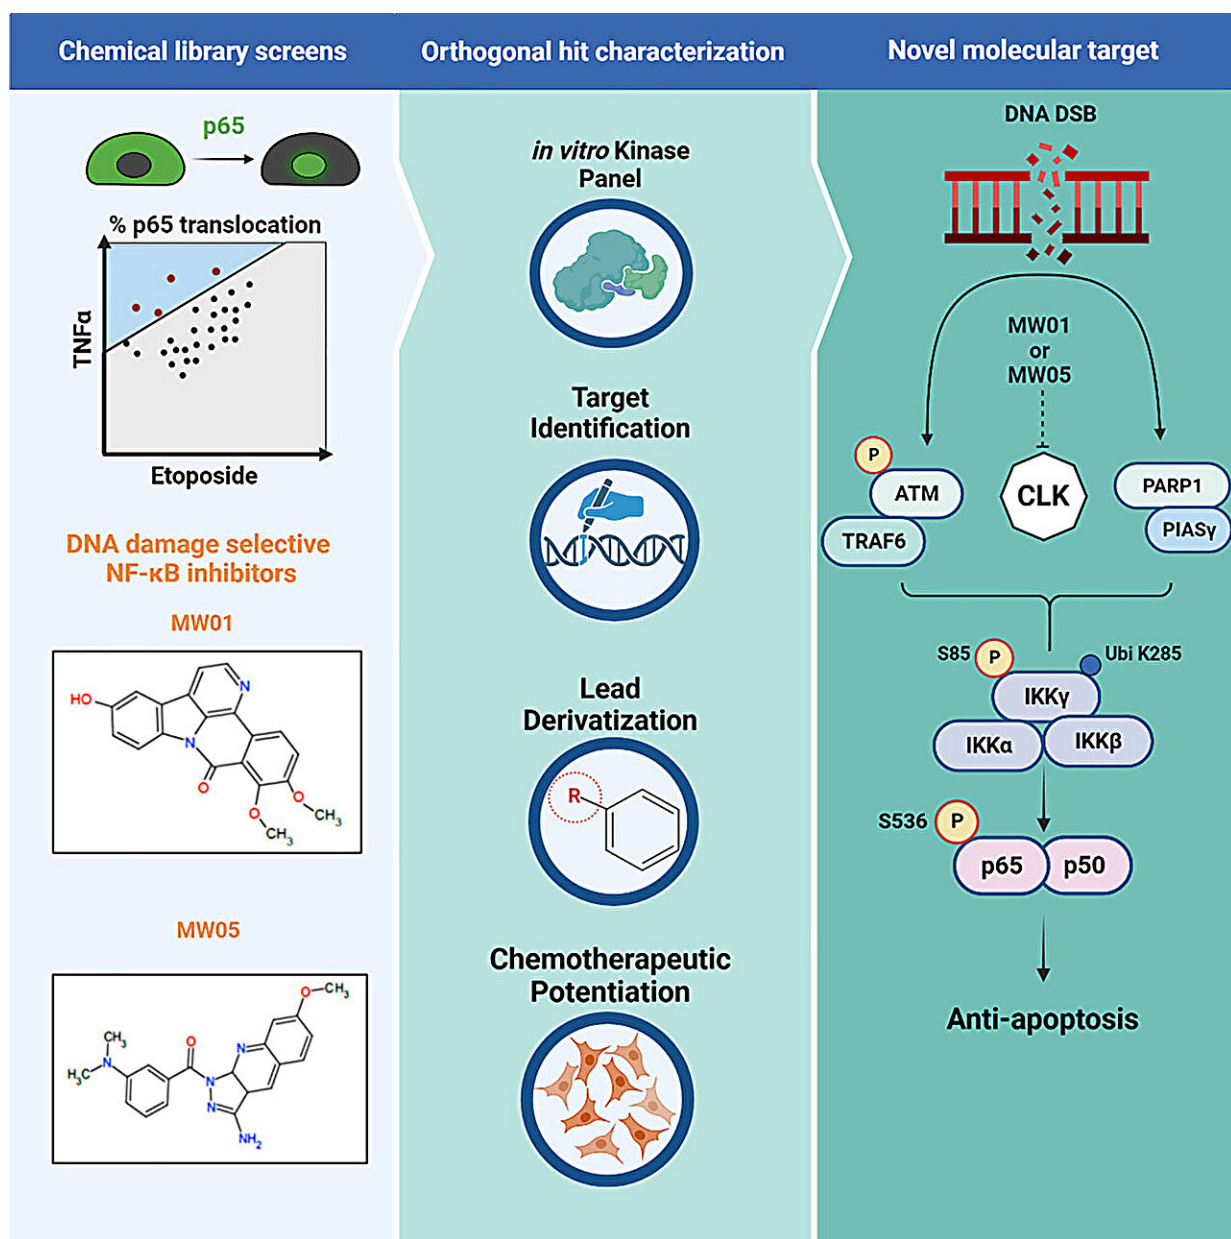 Chemical library screens
p65
% p65 translocation
TNFα
Etoposide
DNA damage selective
NF-κB inhibitors
MW01
HO
N
N
O
O
O
CH₃
CH₃
MW05
O
CH₃
CH₃
N
H₃C
O
N
N
N
NH₂
Orthogonal hit characterization
in vitro Kinase
Panel
Target
Identification
Lead
Derivatization
R
Chemotherapeutic
Potentiation
Novel molecular target
DNA DSB
MW01
or
MW05
P
ATM
TRAF6
CLK
PARP1
PIASγ
S85
P
Ubi K285
IKKγ
IKKα
IKKβ
S536
P
p65
p50
Anti-apoptosis